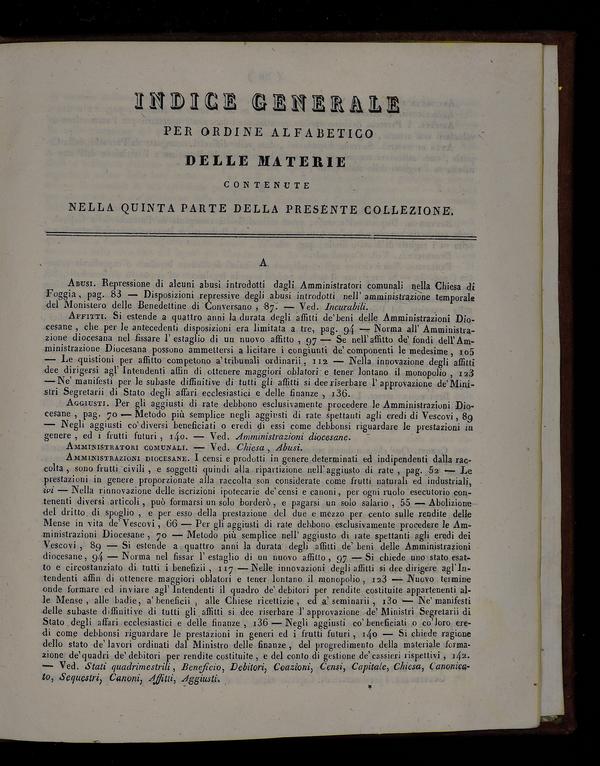 INDICE GENERALE
PER ORDINE ALFABETICO
DELLE MATERIE
CONTENUTE
NELLA QUINTA PARTE DELLA PRESENTE COLLEZIONE.
A
ABUSI. Repressione di alcuni abusi introdotti dagli Amministratori comunali nella Chiesa di
Foggia, pag. 83 — Disposizioni repressive degli abusi introdotti nell'amministrazione temporale
del Monistero delle Benedettine di Conversano, 87. — Ved. Incurabili.
AFFITTI. Si estende a quattro anni la durata degli affitti de'beni delle Amministrazioni Dio-
cesane, che per le antecedenti disposizioni era limitata a tre, pag. 94 — Norma all'Amministra-
zione diocesana nel fissare l'estaglio di un nuovo affitto, 97 — Se nell'affitto de'fondi dell'Am-
ministrazione Diocesana possono ammettersi a licitare i congiunti de'componenti le medesime, 105
— Le quistioni per affitto competono a'tribunali ordinarii, 112 — Nella innovazione degli affitti
dee dirigersi agl'Intendenti affin di ottenere maggiori oblatori e tener lontano il monopolio, 123
— Ne' manifesti per le subaste diffinitive di tutti gli affitti si dee riserbare l'approvazione de'Mini-
stri Segretarii di Stato degli affari ecclesiastici e delle finanze, 136.
AGGIUSTI. Per gli aggiusti di rate debbono esclusivamente procedere le Amministrazioni Dio-
cesane, pag. 70 — Metodo più semplice negli aggiusti di rate spettanti agli eredi di Vescovi, 89
— Negli aggiusti co'diversi beneficiati o eredi di essi come debbonsi riguardare le prestazioni in
genere, ed i frutti futuri, 140. — Ved. Amministrazioni diocesane.
AMMINISTRATORI COMUNALI. — Ved. Chiesa, Abusi.
AMMINISTRAZIONI DIOCESANE. I censi e prodotti in genere determinati ed indipendenti dalla rac-
colta, sono frutti civili, e soggetti quindi alla ripartizione nell'aggiusto di rate, pag. 52 — Le
prestazioni in genere proporzionate alla raccolta son considerate come frutti naturali ed industriali,
ivi — Nella rinnovazione delle iscrizioni ipotecarie de'censi e canoni, per ogni ruolo esecutorio con-
tenenti diversi articoli, può formarsi un solo borderò, e pagarsi un solo salario, 55 — Abolizione
del dritto di spoglio, e per esso della prestazione del due e mezzo per cento sulle rendite delle
Mense in vita de'Vescovi, 66 — Per gli aggiusti di rate debbono esclusivamente procedere le Am-
ministrazioni Diocesane, 70 — Metodo più semplice nell'aggiusto di rate spettanti agli eredi dei
Vescovi, 89 — Si estende a quattro anni la durata degli affitti de' beni delle Amministrazioni
diocesane, 94 — Norma nel fissar l'estaglio di un nuovo affitto, 97 — Si chiede uno stato esat-
to e circostanziato di tutti i benefizii, 117 — Nelle innovazioni degli affitti si dee dirigere agl'In-
tendenti affin di ottenere maggiori oblatori e tener lontano il monopolio, 123 — Nuovo termine
onde formare ed inviare agl'Intendenti il quadro de'debitori per rendite costituite appartenenti al-
le Mense, alle badie, a'beneficii, alle Chiese ricettizie, ed a' seminarii, 130 — Ne' manifesti
delle subaste diffinitive di tutti gli affitti si dee riserbare l'approvazione de' Ministri Segretarii di
Stato degli affari ecclesiastici e delle finanze, 136 — Negli aggiusti co'beneficiati o co'loro ere-
di come debbonsi riguardare le prestazioni in generi ed i frutti futuri, 140 — Si chiede ragione
dello stato de'lavori ordinati dal Ministro delle finanze, del progredimento della materiale forma-
zione de'quadri de'debitori per rendite costituite, e del conto di gestione de'cassieri rispettivi, 142.
— Ved. Stati quadrimestrili, Beneficio, Debitori, Coazioni, Censi, Capitale, Chiesa, Canonica-
to, Sequestri, Canoni, Affitti, Aggiusti.